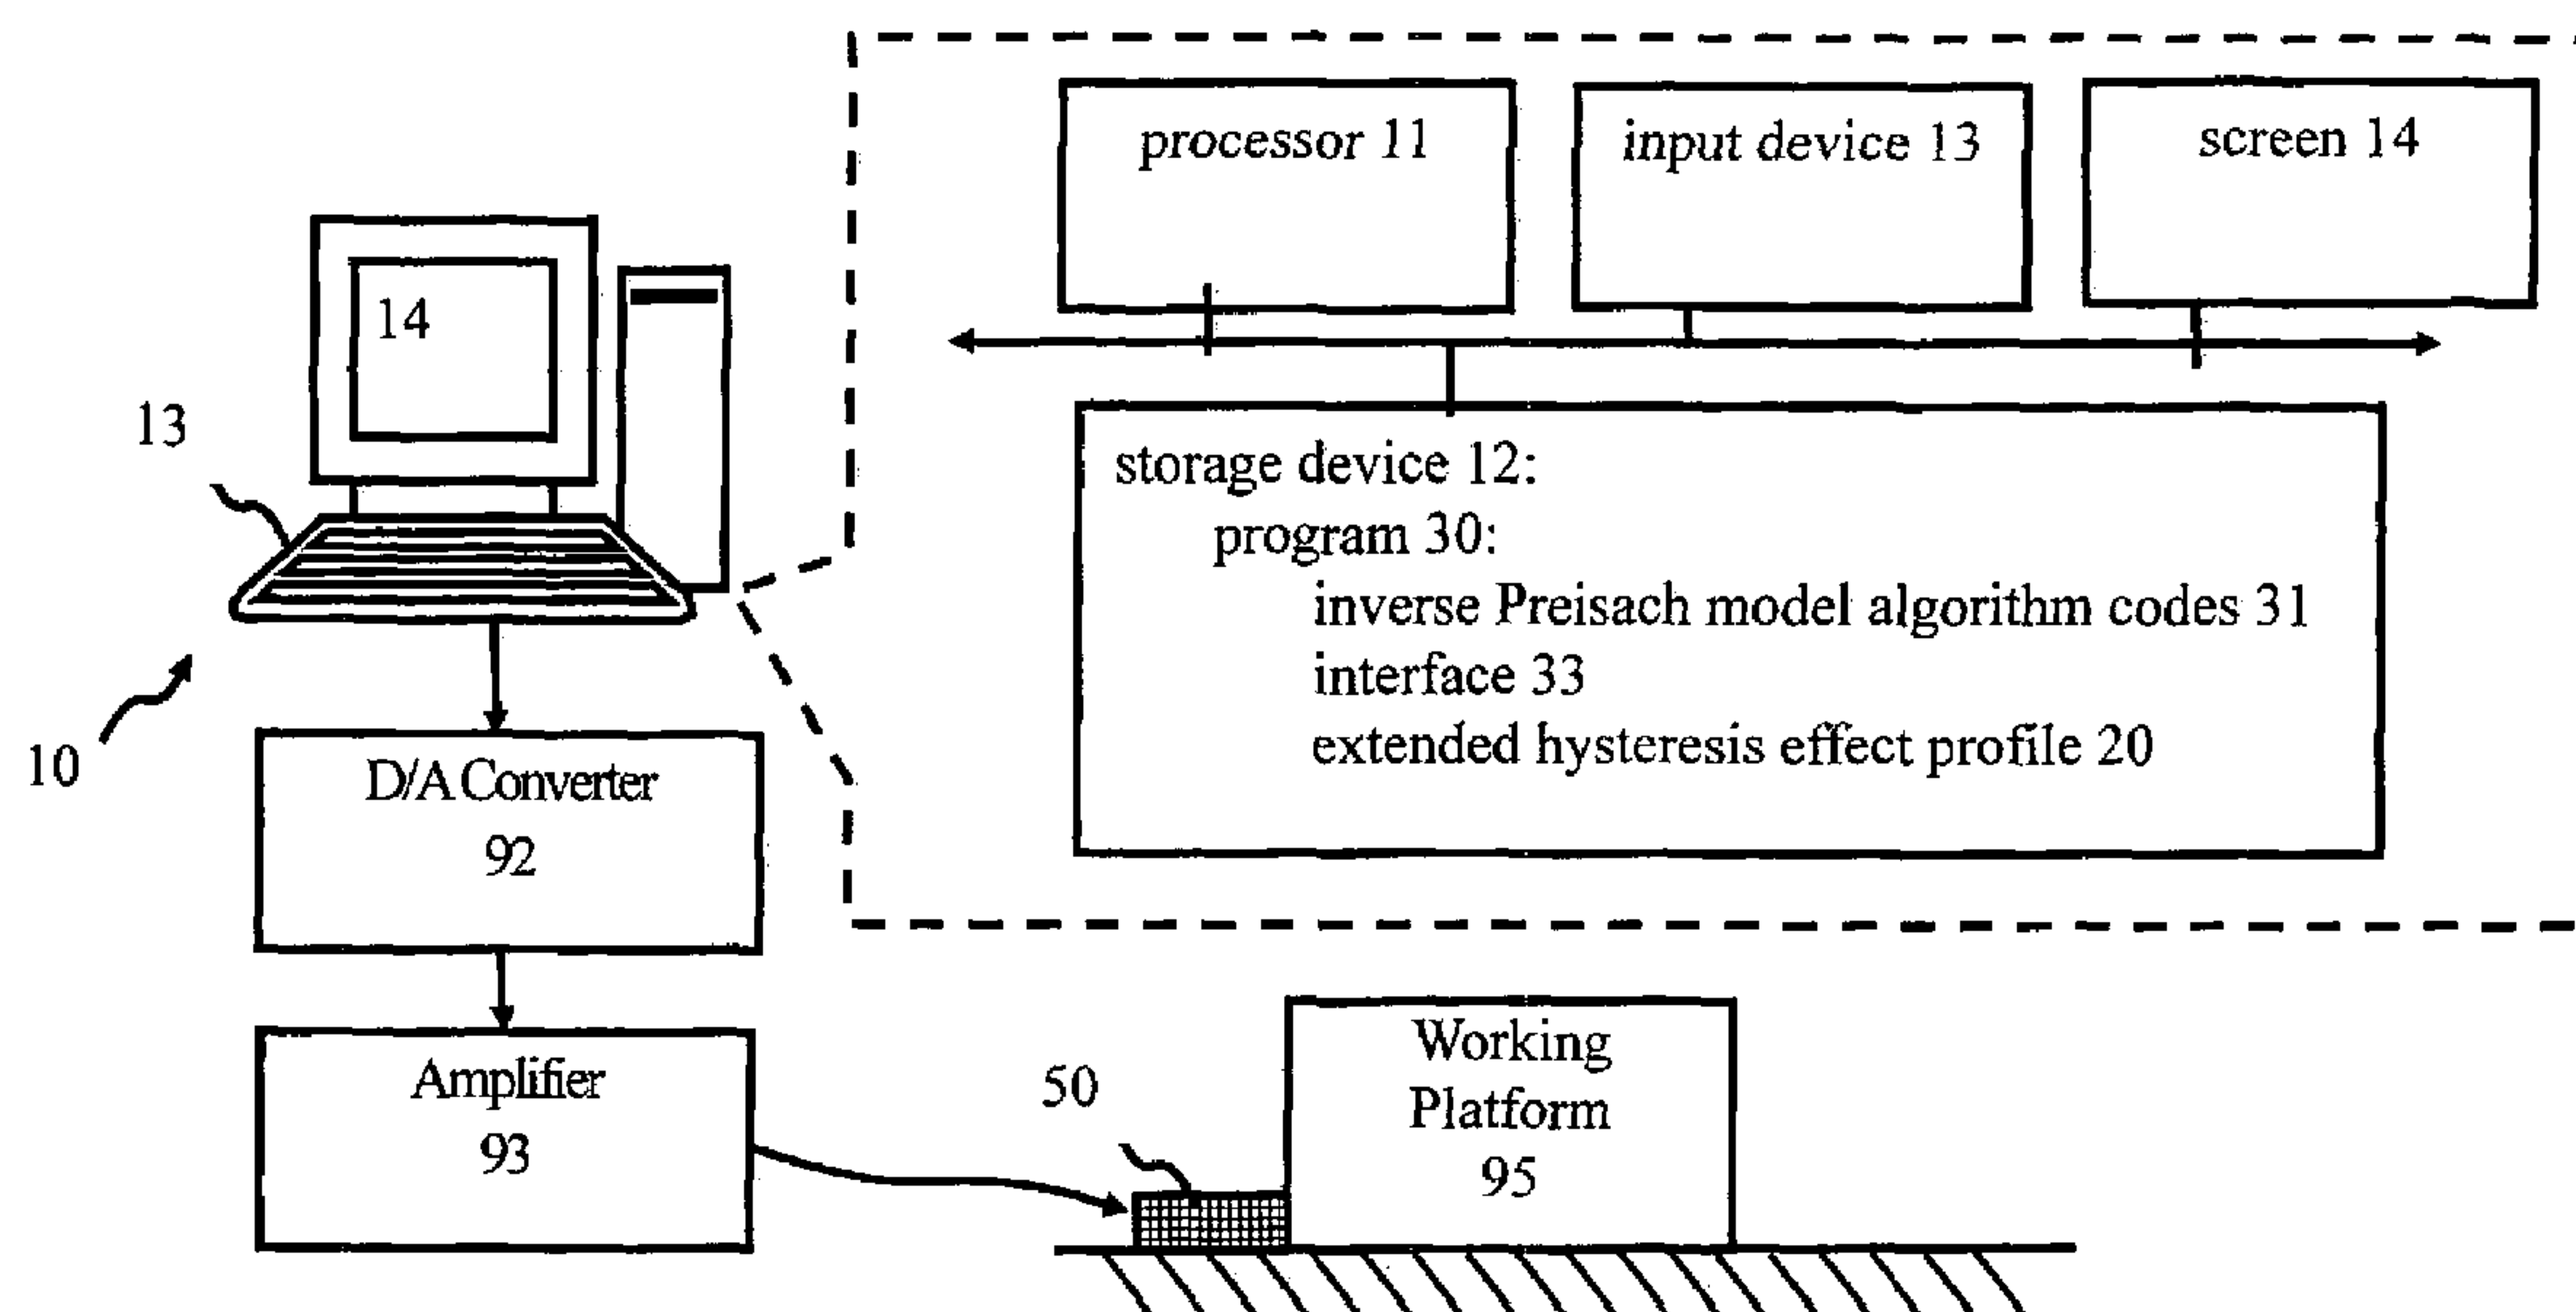 processor 11
input device 13
screen 14
14
13
storage device 12:
program 30:
inverse Preisach model algorithm codes 31
interface 33
extended hysteresis effect profile 20
10
D/A Converter
92
Amplifier
93
50
Working
Platform
95